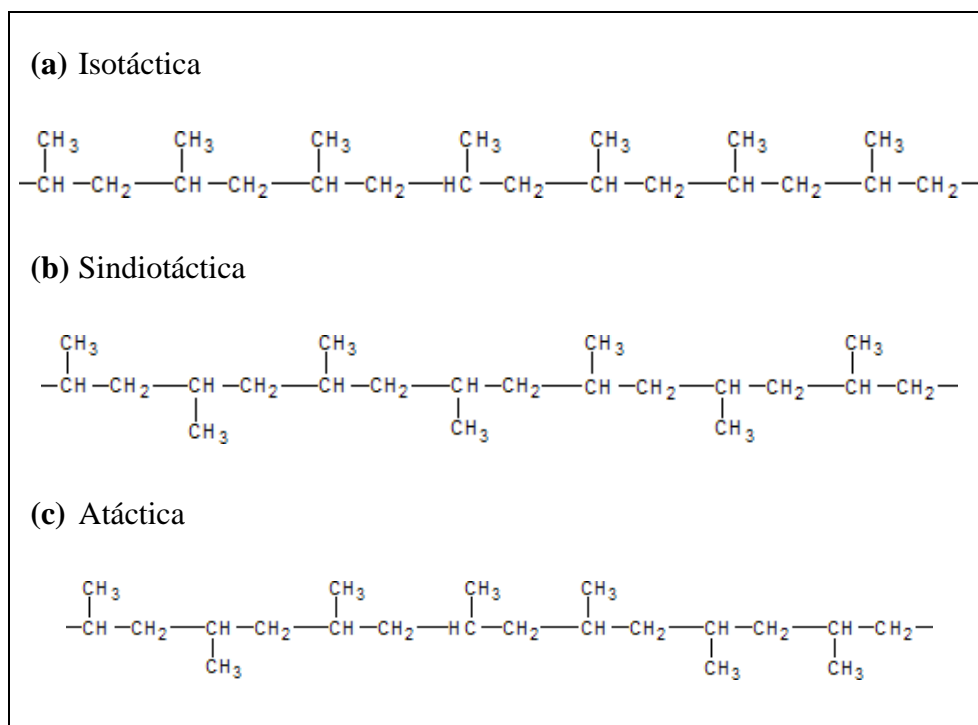 (a) Isotáctica
CH3 CH3 CH3 CH3 CH3 CH3 CH3
CH CH2 CH CH2 CH CH2 HC CH2 CH CH2 CH CH2 CH CH2
(b) Sindiotáctica
CH3 CH3 CH3 CH3
CH CH2 CH CH2 CH CH2 CH CH2 CH CH2 CH CH2 CH CH2
CH3 CH3 CH3
(c) Atáctica
CH3 CH3 CH3 CH3
CH CH2 CH CH2 CH CH2 HC CH2 CH CH2 CH CH2 CH CH2
CH3 CH3 CH3